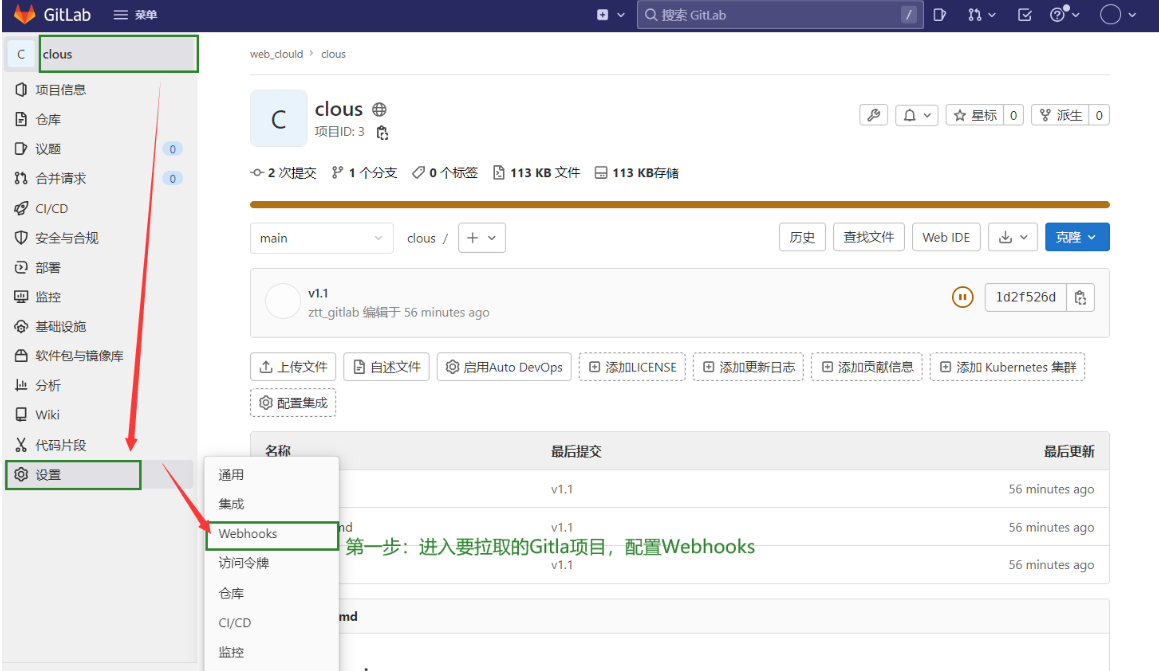 GitLab 菜单 搜索 GitLab /
C clous
项目信息
仓库
议题 0
合并请求 0
CI/CD
安全与合规
部署
监控
基础设施
软件包与镜像库
分析
Wiki
代码片段
设置
通用
集成
Webhooks
访问令牌
仓库
CI/CD
监控
web_clould › clous
C
clous
项目ID: 3
星标 0 派生 0
2 次提交 1 个分支 0 个标签 113 KB 文件 113 KB存储
main clous / 历史 查找文件 Web IDE 克隆
v1.1
ztt_gitlab 编辑于 56 minutes ago
1d2f526d
上传文件 自述文件 启用Auto DevOps 添加LICENSE 添加更新日志 添加贡献信息 添加 Kubernetes 集群
配置集成
名称 最后提交 最后更新
v1.1 56 minutes ago
md v1.1 56 minutes ago
第一步：进入要拉取的Gitla项目，配置Webhooks
v1.1 56 minutes ago
md